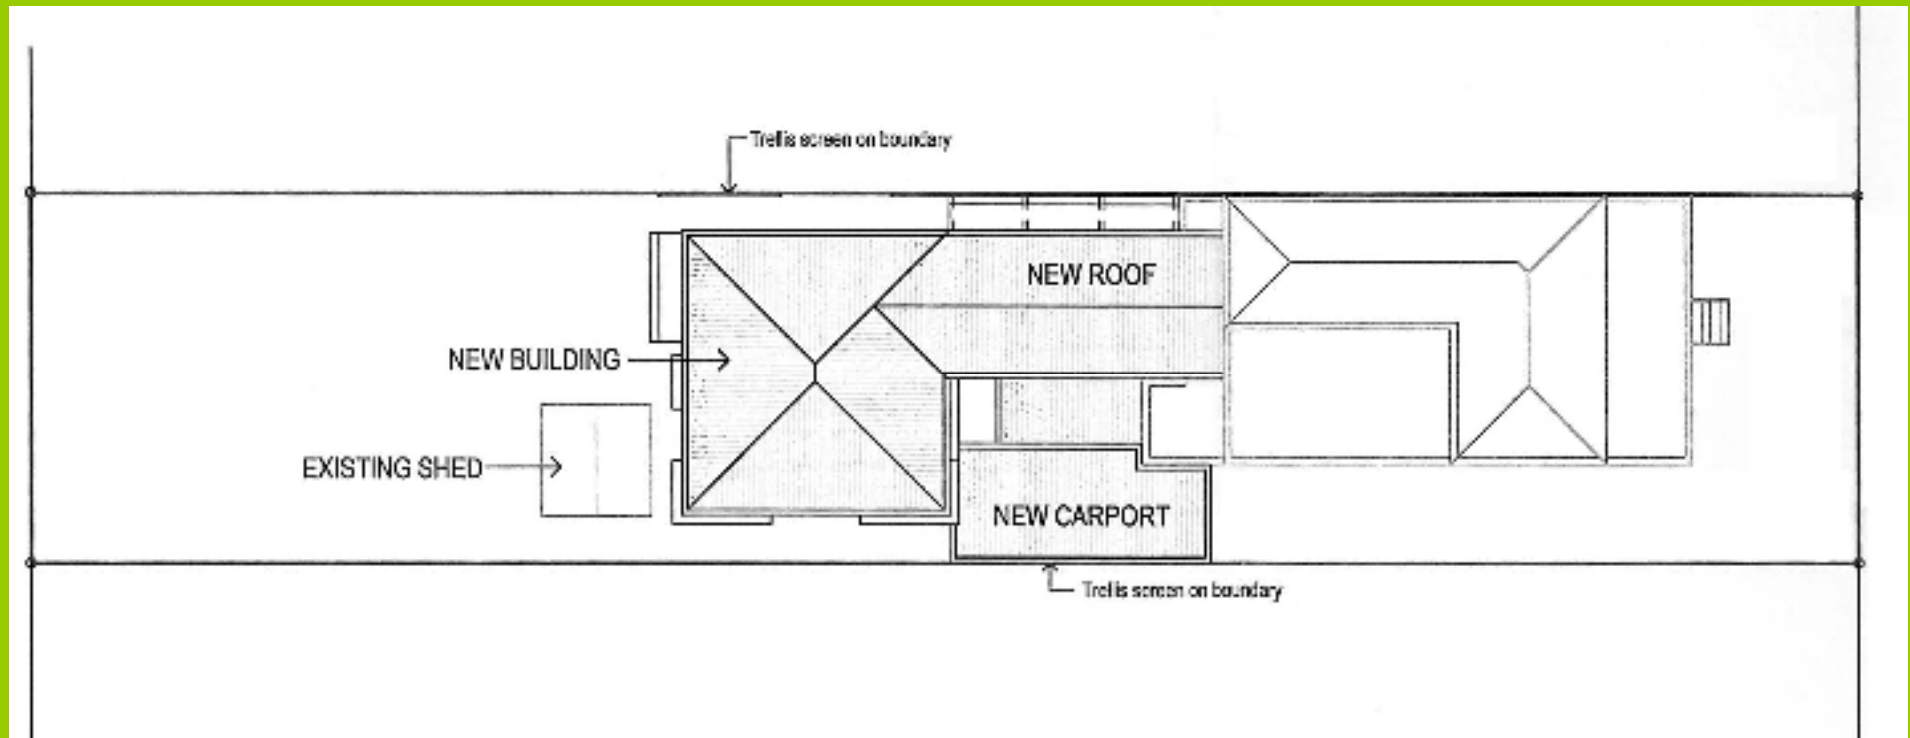 Trellis screen on boundary
NEW ROOF
NEW BUILDING
EXISTING SHED
NEW CARPORT
Trellis screen on boundary